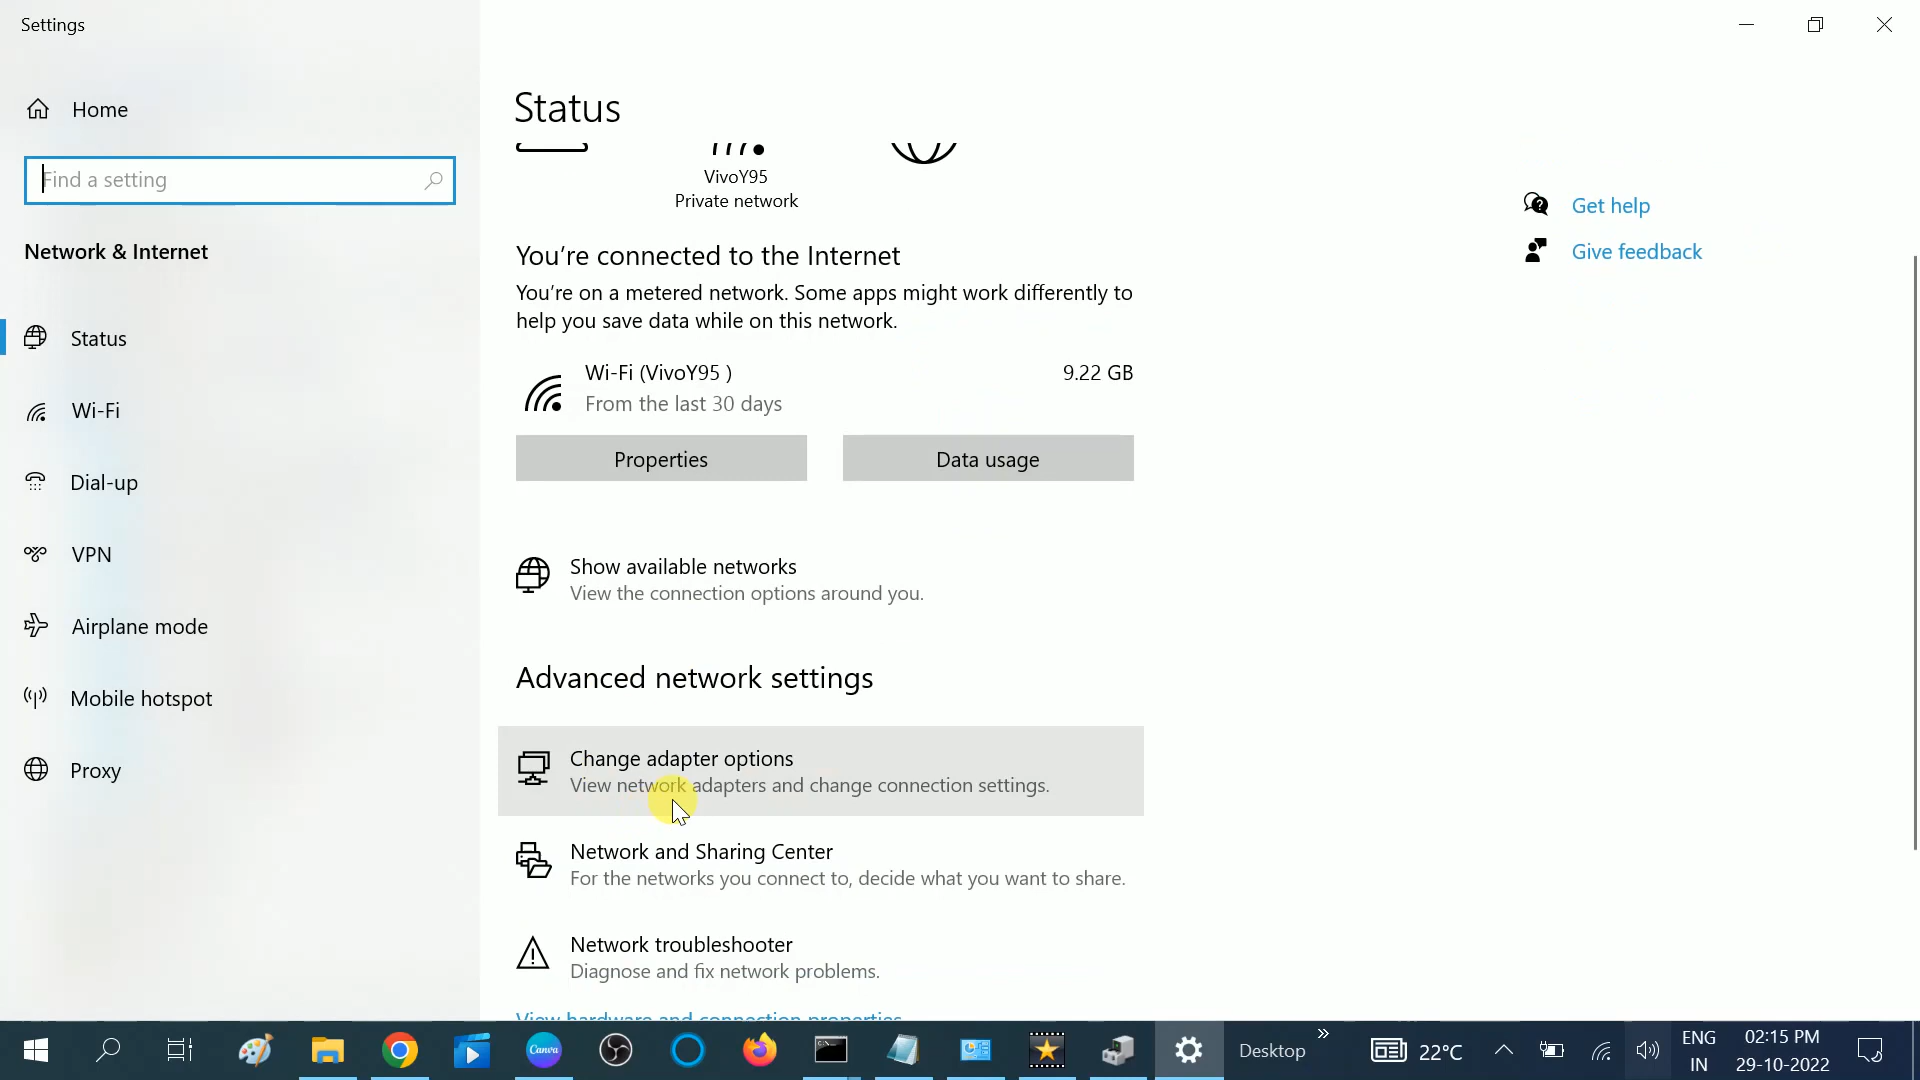 Settings
Home
Find a setting
Network & Internet
Status
Wi-Fi
Dial-up
VPN
Airplane mode
Mobile hotspot
Proxy
Status
VivoY95
Private network
You're connected to the Internet
You're on a metered network. Some apps might work differently to
help you save data while on this network.
Wi-Fi (VivoY95 )
9.22 GB
From the last 30 days
Properties
Data usage
Show available networks
View the connection options around you.
Advanced network settings
Change adapter options
View network adapters and change connection settings.
Network and Sharing Center
For the networks you connect to, decide what you want to share.
Network troubleshooter
Diagnose and fix network problems.
View hardware and connection properties
Get help
Give feedback
Canva
Desktop
22°C
ENG
IN
02:15 PM
29-10-2022